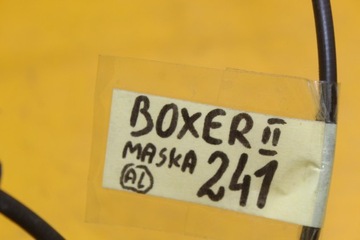 BOXER II
MASKA 241
AL